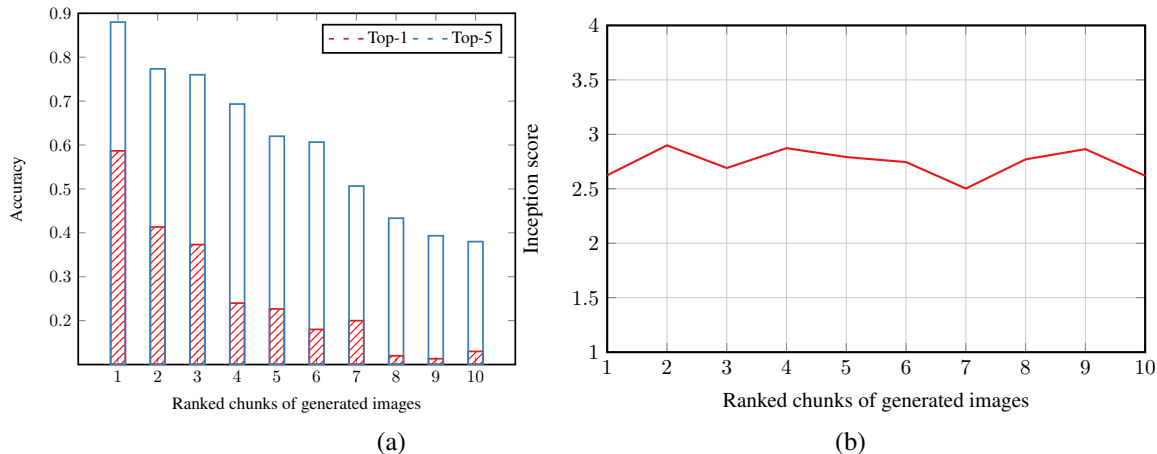 0.9
0.8
0.7
0.6
0.5
0.4
0.3
0.2
Accuracy
Top-1 Top-5
1 2 3 4 5 6 7 8 9 10
Ranked chunks of generated images
(a)
4
3.5
3
2.5
2
1.5
1
Inception score
1 2 3 4 5 6 7 8 9 10
Ranked chunks of generated images
(b)